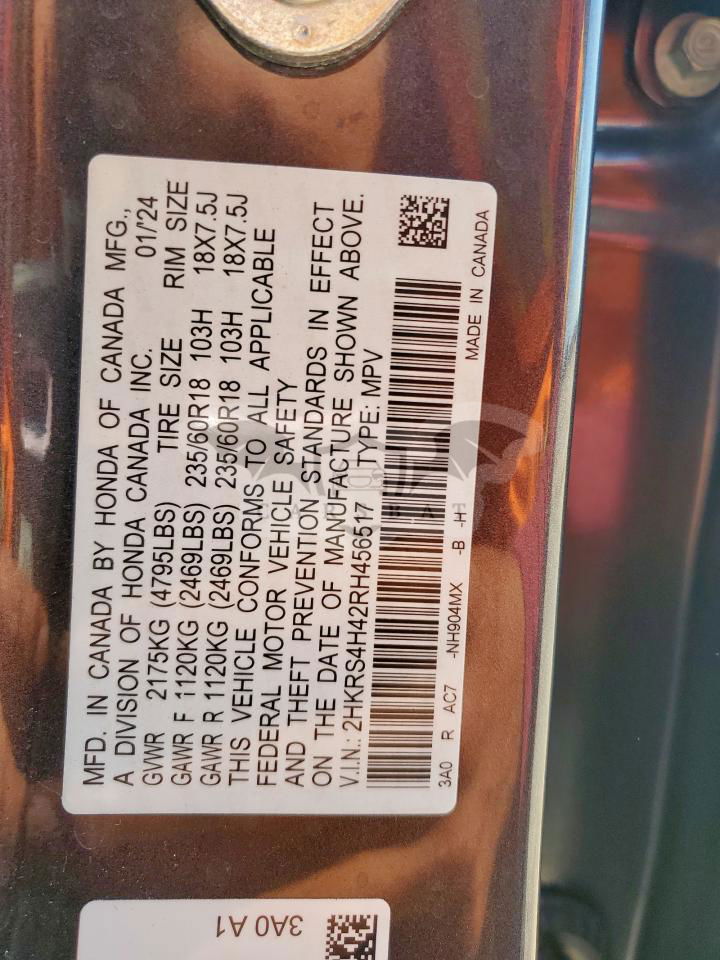 MFD. IN CANADA BY HONDA OF CANADA MFG.,
A DIVISION OF HONDA CANADA INC. 01/'24
GVWR 2175KG (4795LBS) TIRE SIZE RIM SIZE
GAWR F 1120KG (2469LBS) 235/60R18 103H 18X7.5J
GAWR R 1120KG (2469LBS) 235/60R18 103H 18X7.5J
THIS VEHICLE CONFORMS TO ALL APPLICABLE
FEDERAL MOTOR VEHICLE SAFETY
AND THEFT PREVENTION STANDARDS IN EFFECT
ON THE DATE OF MANUFACTURE SHOWN ABOVE.
V.I.N.: 2HKRS4H42RH456517 TYPE: MPV
3A0 R AC7 -NH904MX -B -H
MADE IN CANADA
3A0 A1